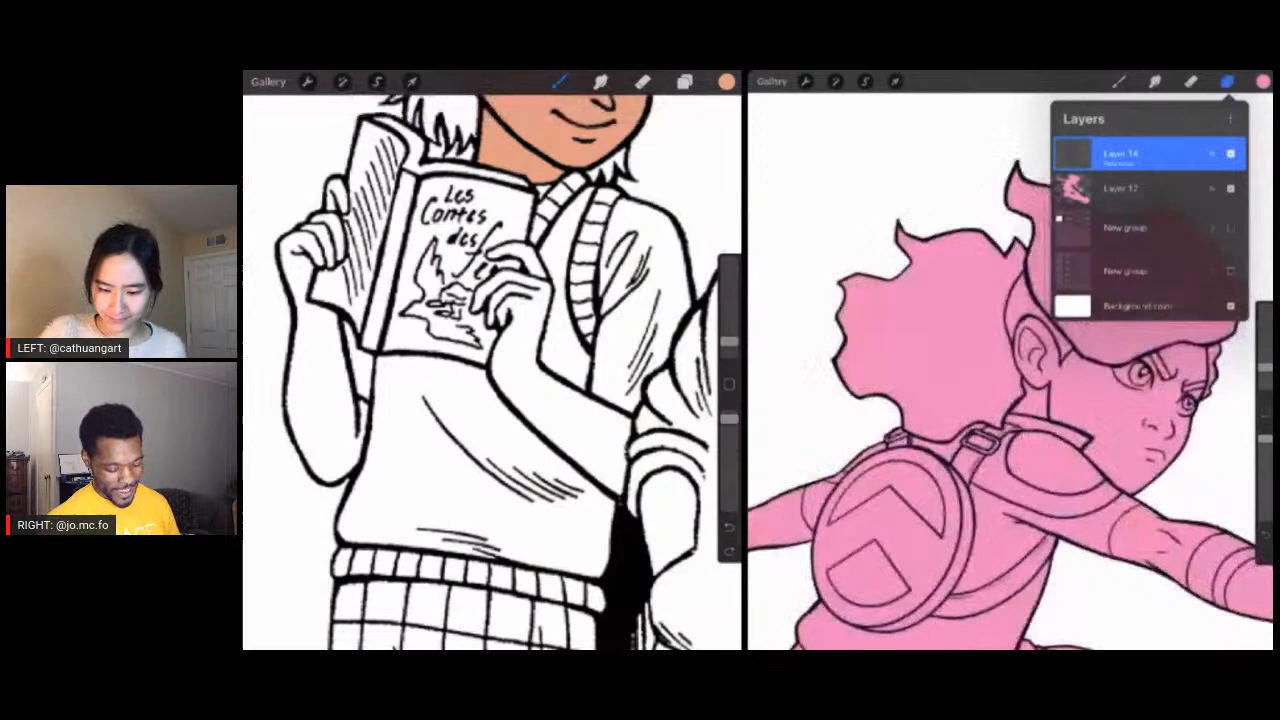 Gallery
Gallery
Layers
Layer 14
Layer 12
New group
New group
Background color
Les
Contes
des
LEFT: @cathuangart
RIGHT: @jo.mc.fo